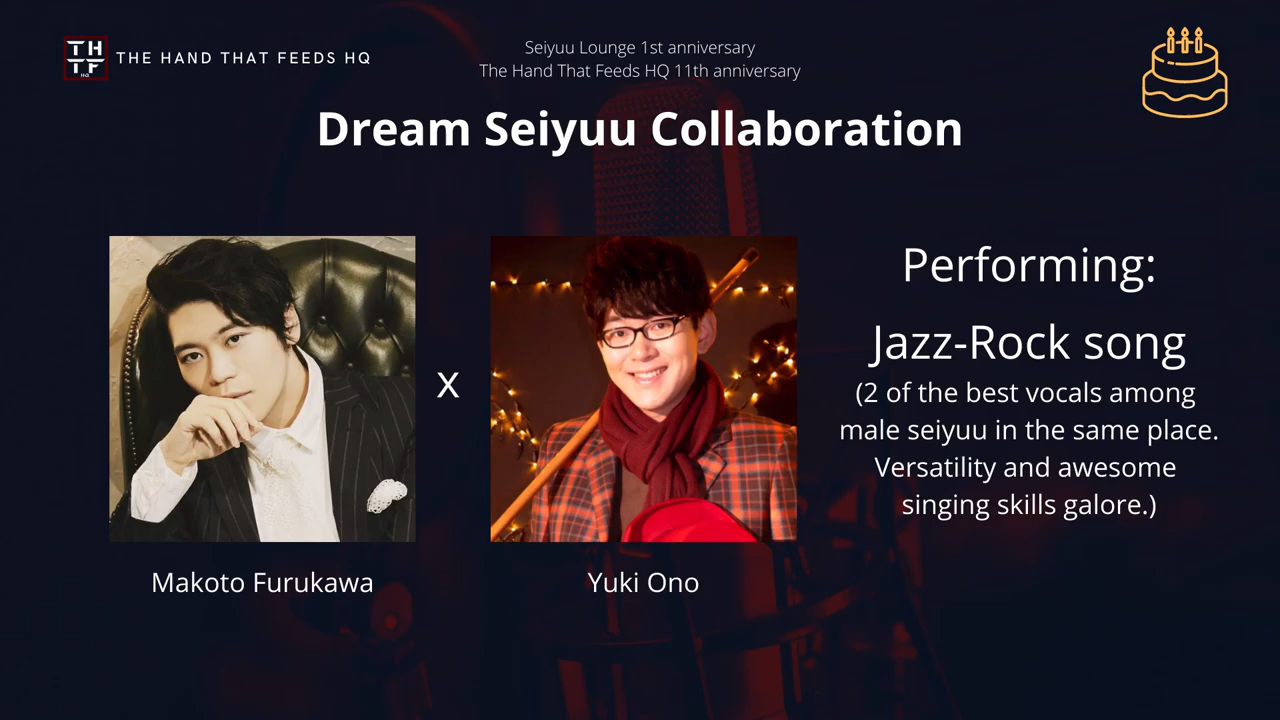 TH
TF
HQ
THE HAND THAT FEEDS HQ
Seiyuu Lounge 1st anniversary
The Hand That Feeds HQ 11th anniversary
Dream Seiyuu Collaboration
Makoto Furukawa
X
Yuki Ono
Performing:
Jazz-Rock song
(2 of the best vocals among
male seiyuu in the same place.
Versatility and awesome
singing skills galore.)